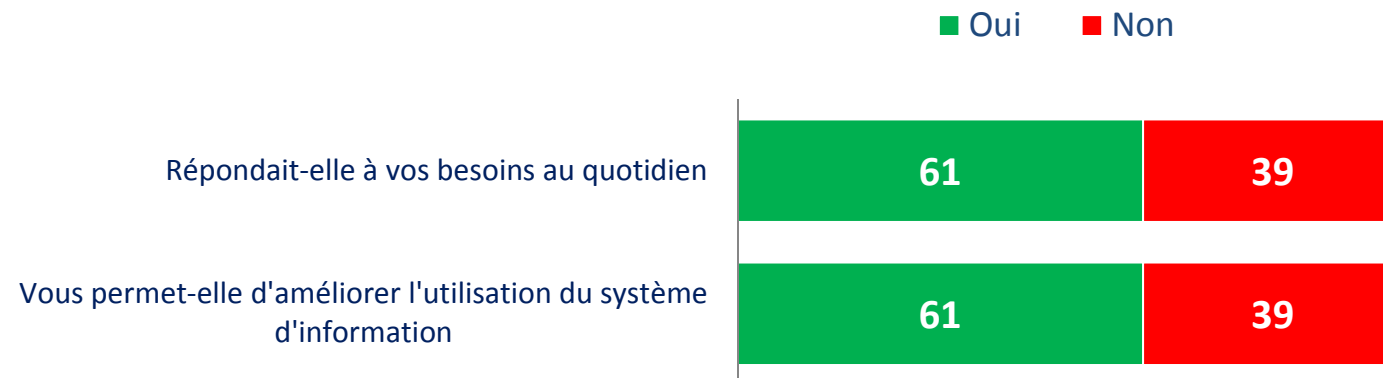 Oui Non
Répondait-elle à vos besoins au quotidien
61 39
Vous permet-elle d'améliorer l'utilisation du système
d'information
61 39